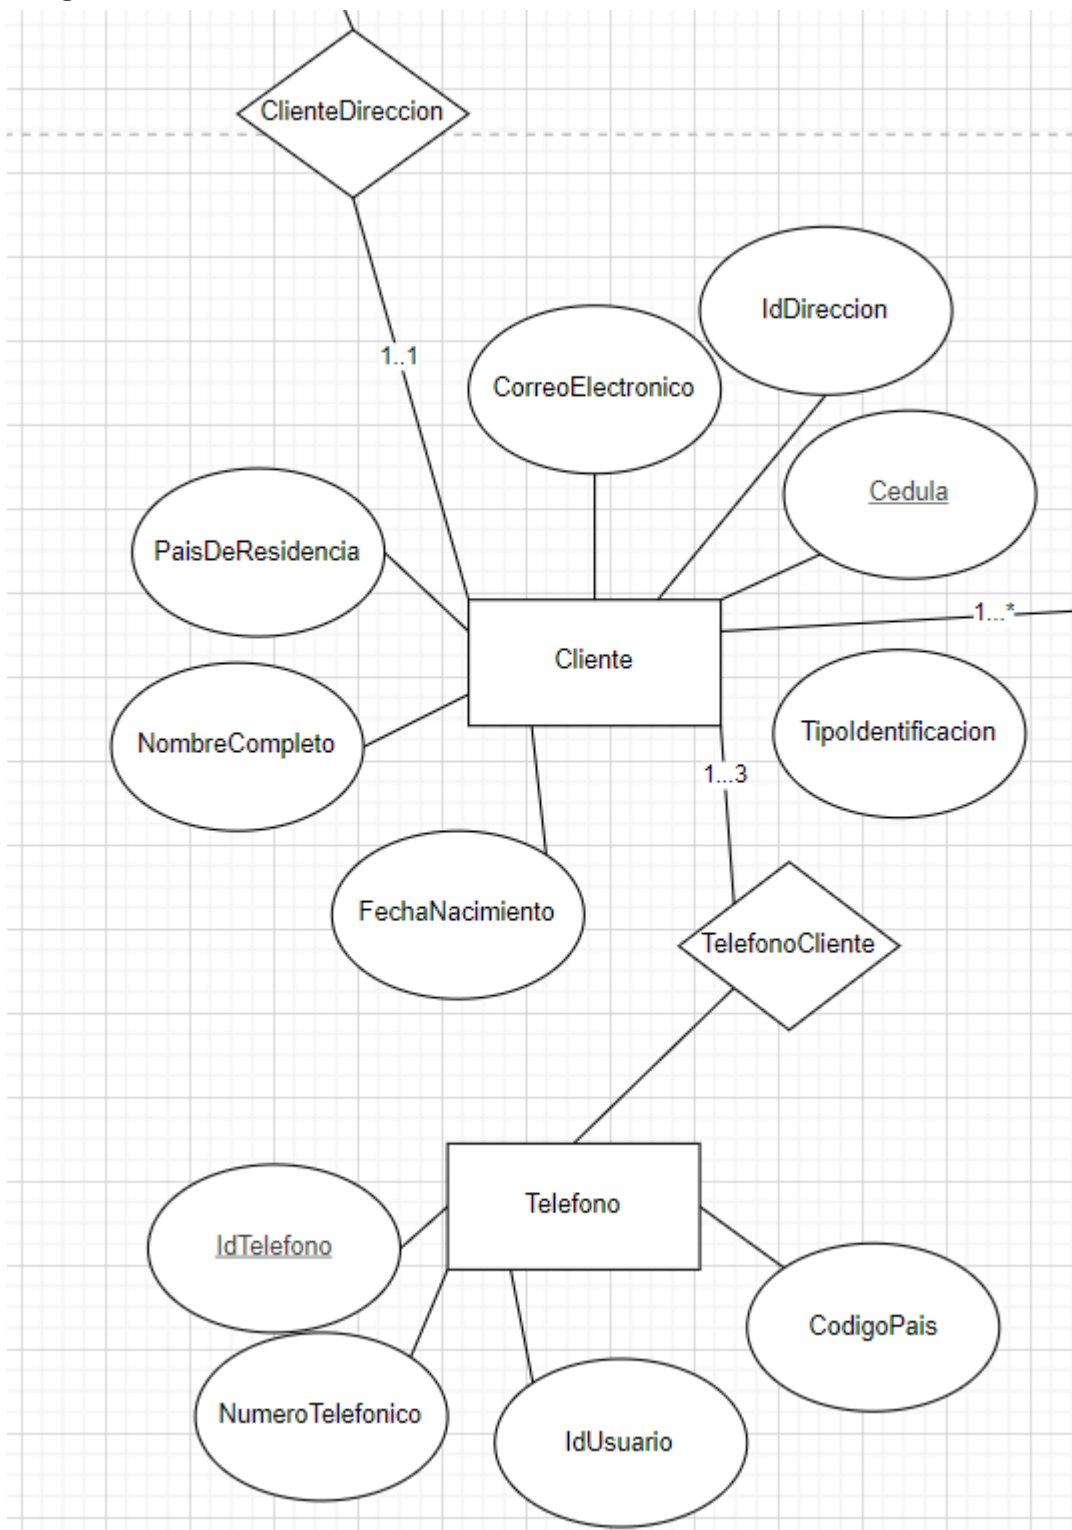 ClienteDireccion
IdDireccion
1..1
CorreoElectronico
Cedula
PaisDeResidencia
1...*
Cliente
TipoIdentificacion
NombreCompleto
1...3
FechaNacimiento
TelefonoCliente
Telefono
IdTelefono
CodigoPais
NumeroTelefonico
IdUsuario